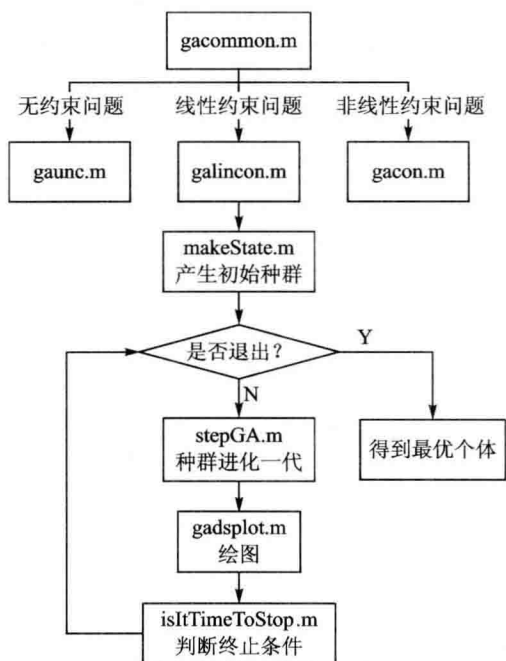 gacommon.m
无约束问题
线性约束问题
非线性约束问题
gaunc.m
galincon.m
gacon.m
makeState.m
产生初始种群
是否退出?
Y
N
stepGA.m
种群进化一代
得到最优个体
gadsplot.m
绘图
isItTimeToStop.m
判断终止条件